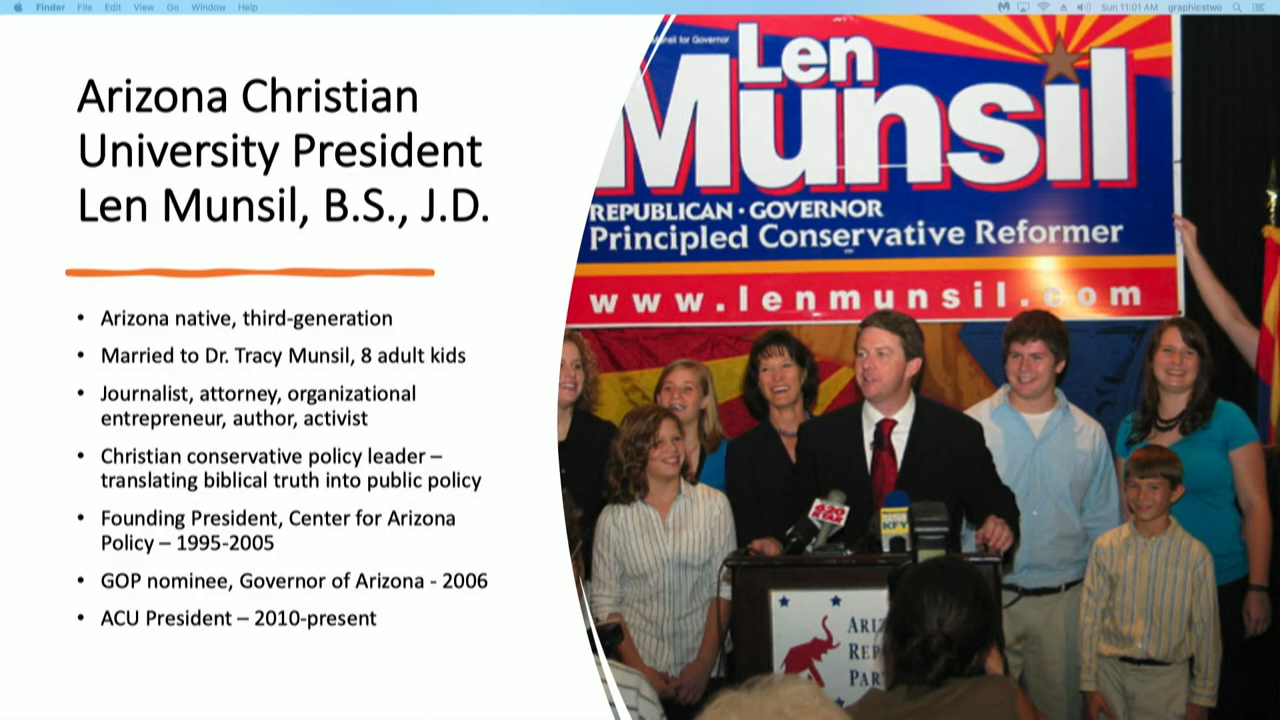 Finder File Edit View Go Window Help Sun 11:01 AM graphicstwo
Arizona Christian
University President
Len Munsil, B.S., J.D.
• Arizona native, third-generation
• Married to Dr. Tracy Munsil, 8 adult kids
• Journalist, attorney, organizational
entrepreneur, author, activist
• Christian conservative policy leader –
translating biblical truth into public policy
• Founding President, Center for Arizona
Policy – 1995-2005
• GOP nominee, Governor of Arizona - 2006
• ACU President – 2010-present
for Governor
Len
Munsil
REPUBLICAN • GOVERNOR
Principled Conservative Reformer
www.lenmunsil.com
KFY
ARIZ
REP
PAR